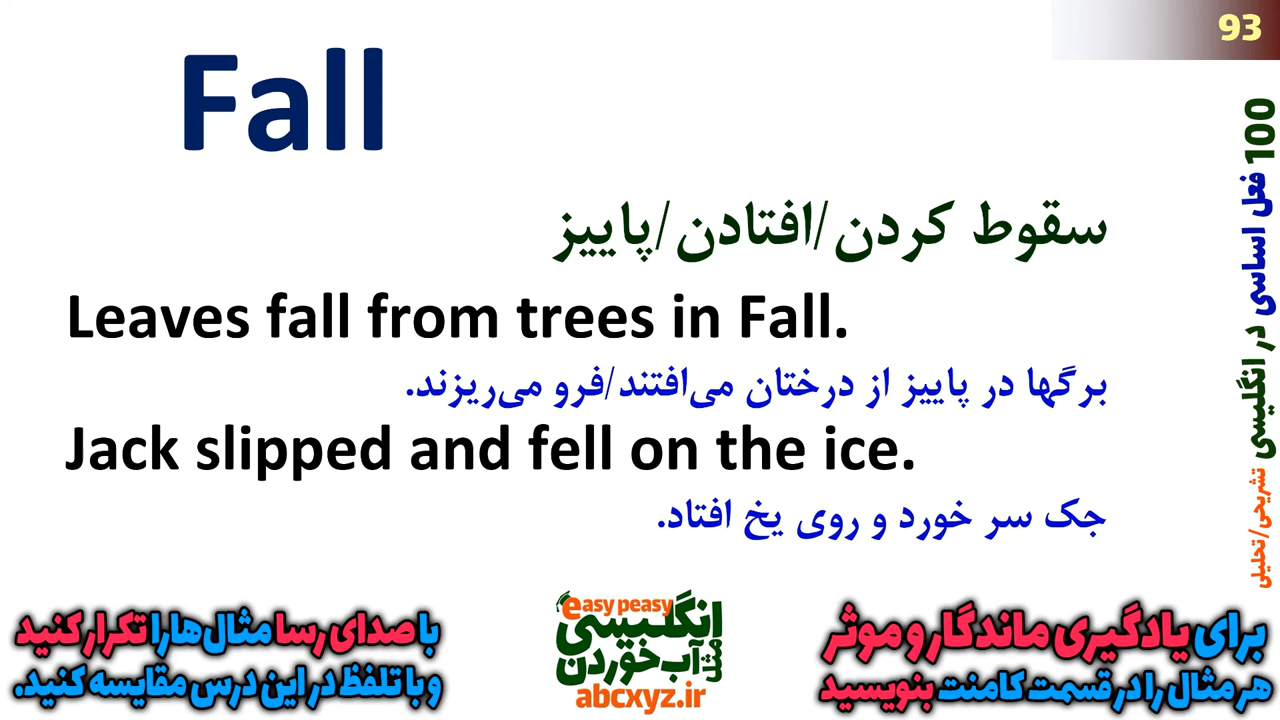 93
Fall
سقوط کردن/افتادن/پاییز
Leaves fall from trees in Fall.
برگها در پاییز از درختان می‌افتند/فرو می‌ریزند.
Jack slipped and fell on the ice.
جک سر خورد و روی یخ افتاد.
100 فعل اساسی در انگلیسی تشریحی/تحلیلی
برای یادگیری ماندگار و موثر
هر مثال را در قسمت کامنت بنویسید
easy peasy
انگلیسی
مثل آب خوردن
abcxyz.ir
با صدای رسا مثال‌ها را تکرار کنید
و با تلفظ در این درس مقایسه کنید.